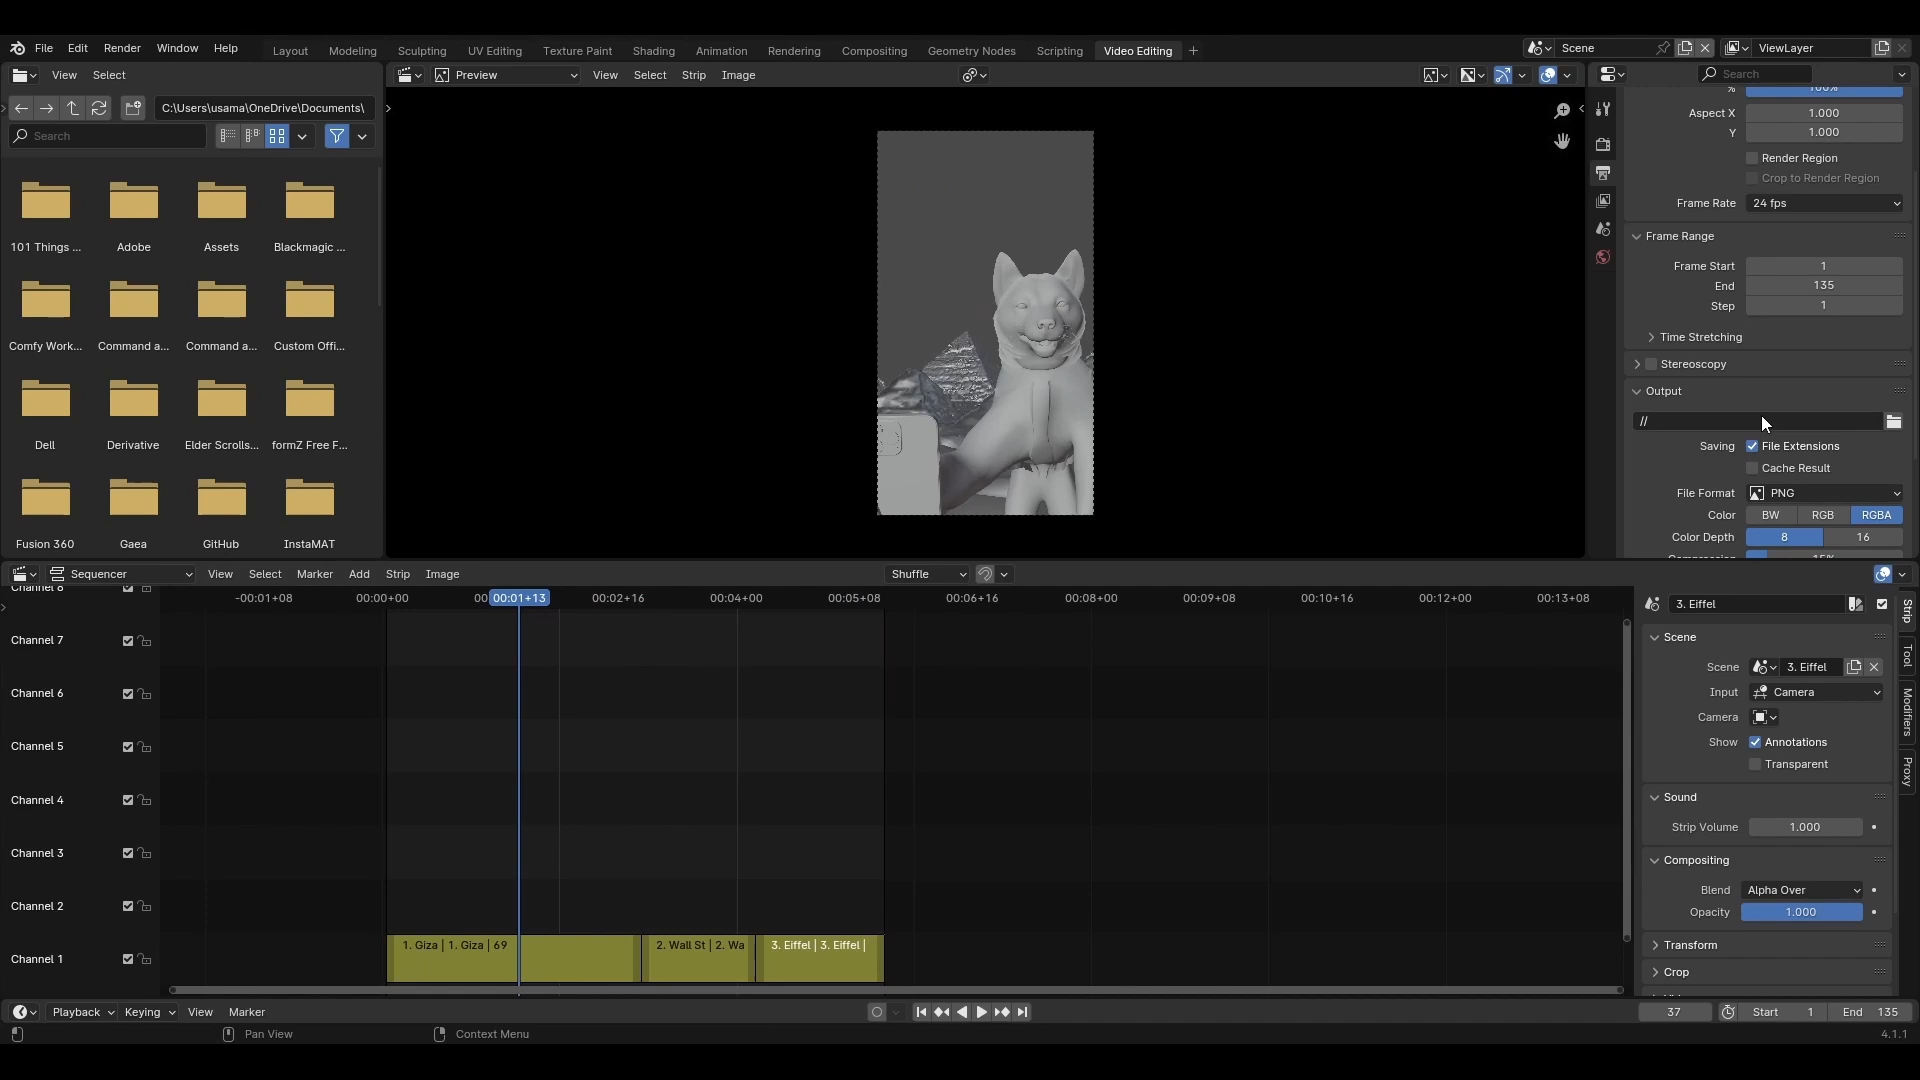 File Edit Render Window Help Layout Modeling Sculpting UV Editing Texture Paint Shading Animation Rendering Compositing Geometry Nodes Scripting Video Editing + Scene ViewLayer
View Select Preview View Select Strip Image Search
C:\Users\usama\OneDrive\Documents\
Search
101 Things ... Adobe Assets Blackmagic ...
Comfy Work... Command a... Command a... Custom Offi...
Dell Derivative Elder Scrolls... formZ Free F...
Fusion 360 Gaea GitHub InstaMAT
% 100%
Aspect X 1.000
Y 1.000
Render Region
Crop to Render Region
Frame Rate 24 fps
Frame Range
Frame Start 1
End 135
Step 1
Time Stretching
Stereoscopy
Output
//
Saving File Extensions
Cache Result
File Format PNG
Color BW RGB RGBA
Color Depth 8 16
Sequencer View Select Marker Add Strip Image Shuffle
-00:01+08 00:00+00 00:01+13 00:02+16 00:04+00 00:05+08 00:06+16 00:08+00 00:09+08 00:10+16 00:12+00 00:13+08
Channel 8
Channel 7
Channel 6
Channel 5
Channel 4
Channel 3
Channel 2
Channel 1
1. Giza | 1. Giza | 69 2. Wall St | 2. Wa 3. Eiffel | 3. Eiffel |
3. Eiffel
Scene
Scene 3. Eiffel
Input Camera
Camera
Show Annotations
Transparent
Sound
Strip Volume 1.000
Compositing
Blend Alpha Over
Opacity 1.000
Transform
Crop
Strip
Tool
Modifiers
Proxy
Playback Keying View Marker 37 Start 1 End 135
Pan View Context Menu 4.1.1